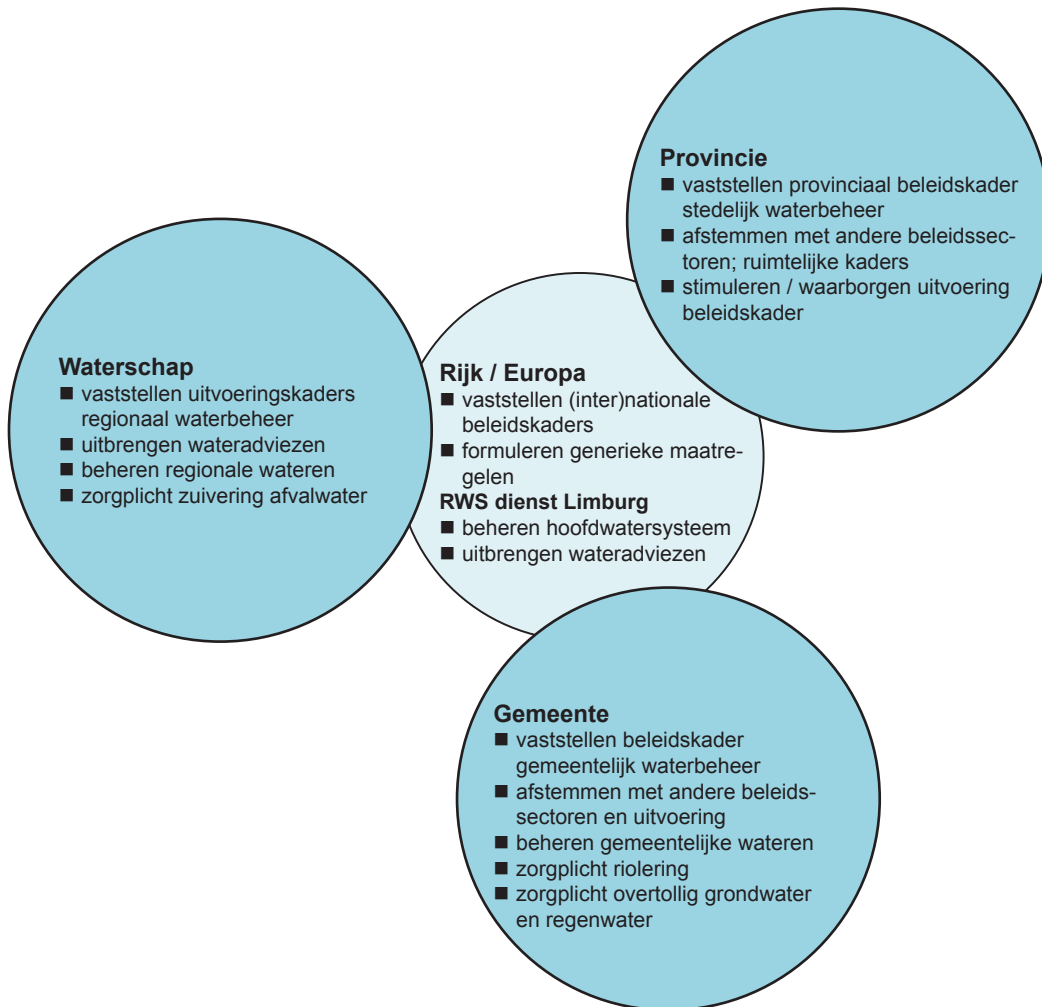 Provincie
■ vaststellen provinciaal beleidskader
stedelijk waterbeheer
■ afstemmen met andere beleidssec-
toren; ruimtelijke kaders
■ stimuleren / waarborgen uitvoering
beleidskader
Waterschap
■ vaststellen uitvoeringskaders
regionaal waterbeheer
■ uitbrengen wateradviezen
■ beheren regionale wateren
■ zorgplicht zuivering afvalwater
Rijk / Europa
■ vaststellen (inter)nationale
beleidskaders
■ formuleren generieke maatre-
gelen
RWS dienst Limburg
■ beheren hoofdwatersysteem
■ uitbrengen wateradviezen
Gemeente
■ vaststellen beleidskader
gemeentelijk waterbeheer
■ afstemmen met andere beleids-
sectoren en uitvoering
■ beheren gemeentelijke wateren
■ zorgplicht riolering
■ zorgplicht overtollig grondwater
en regenwater